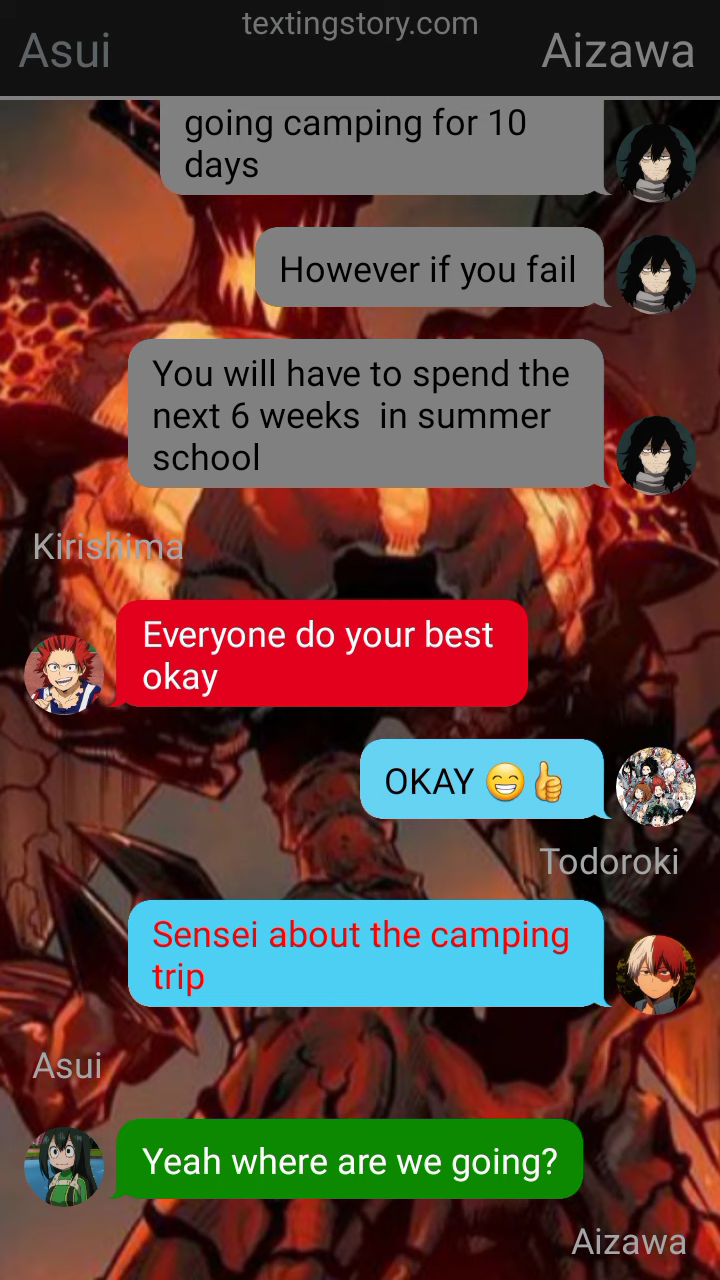 textingstory.com
Asui
Aizawa
going camping for 10
days
However if you fail
You will have to spend the
next 6 weeks  in summer
school
Kirishima
Everyone do your best
okay
OKAY 😁👍
Todoroki
Sensei about the camping
trip
Asui
Yeah where are we going?
Aizawa